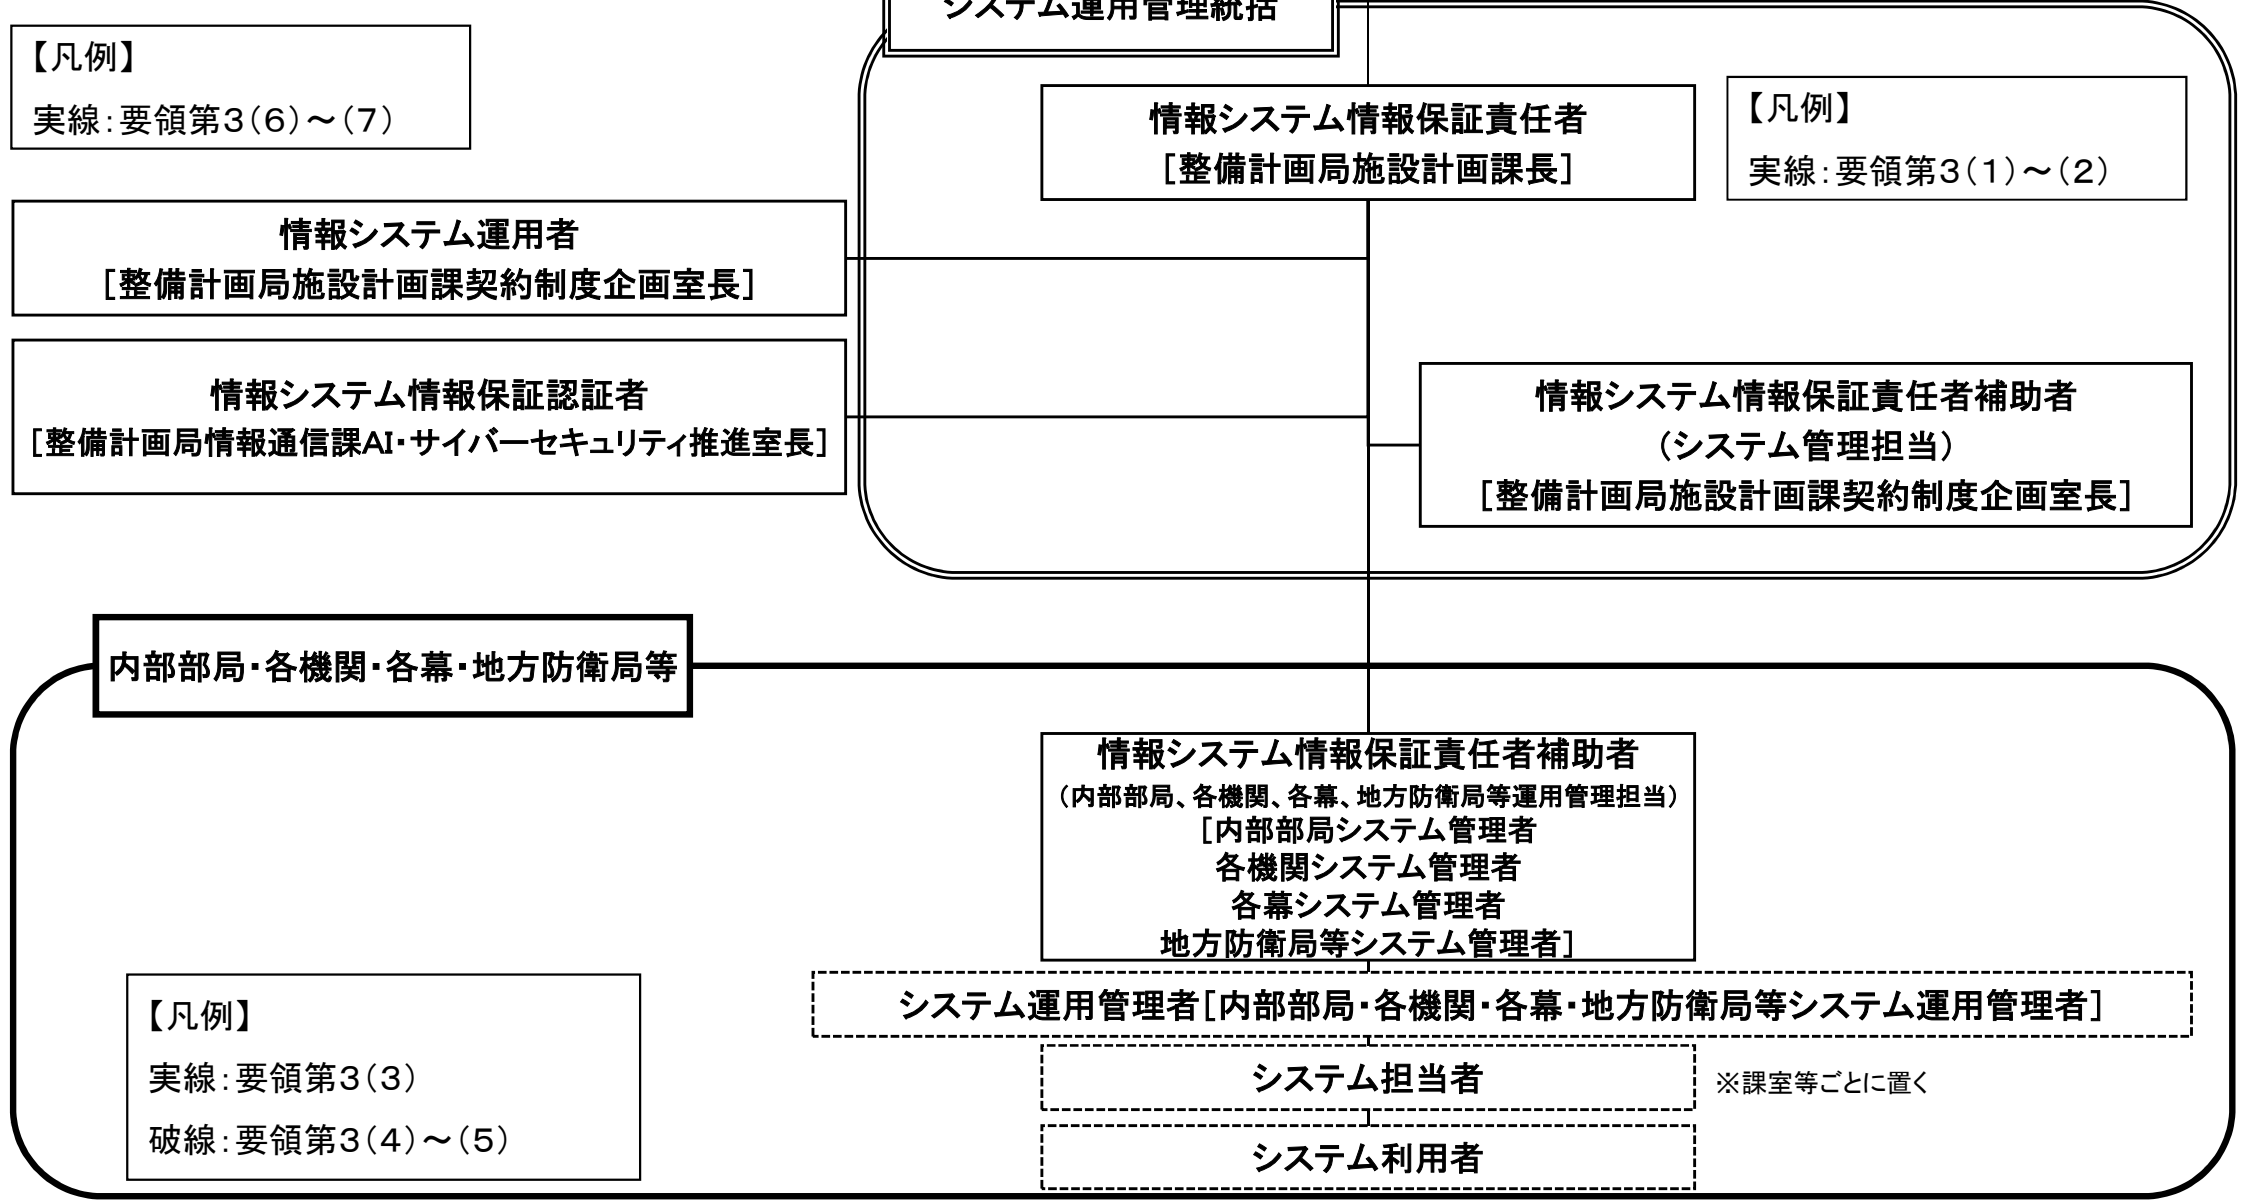 システム運用管理統括
【凡例】
実線：要領第3（6）～（7）
情報システム情報保証責任者
［整備計画局施設計画課長］
【凡例】
実線：要領第3（1）～（2）
情報システム運用者
［整備計画局施設計画課契約制度企画室長］
情報システム情報保証認証者
［整備計画局情報通信課AI・サイバーセキュリティ推進室長］
情報システム情報保証責任者補助者
（システム管理担当）
［整備計画局施設計画課契約制度企画室長］
内部部局・各機関・各幕・地方防衛局等
情報システム情報保証責任者補助者
（内部部局、各機関、各幕、地方防衛局等運用管理担当）
［内部部局システム管理者
各機関システム管理者
各幕システム管理者
地方防衛局等システム管理者］
システム運用管理者［内部部局・各機関・各幕・地方防衛局等システム運用管理者］
システム担当者
※課室等ごとに置く
システム利用者
【凡例】
実線：要領第3（3）
破線：要領第3（4）～（5）